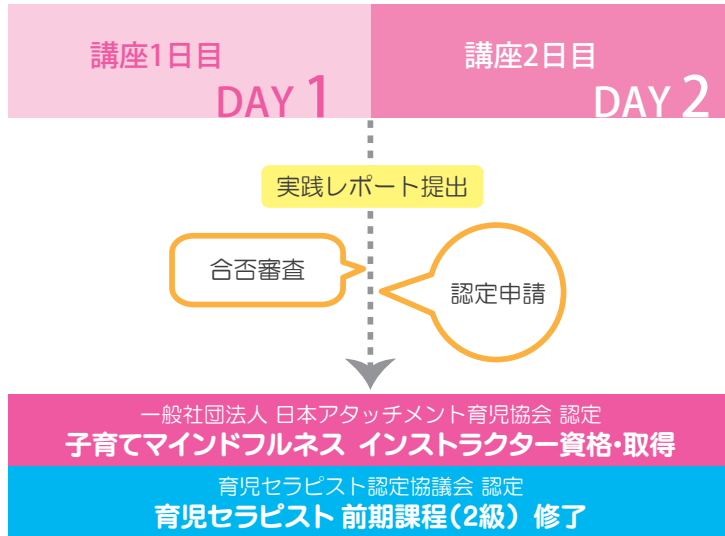 講座1日目
DAY 1
講座2日目
DAY 2
実践レポート提出
合否審査
認定申請
一般社団法人 日本アタッチメント育児協会 認定
子育てマインドフルネス インストラクター資格・取得
育児セラピスト認定協議会 認定
育児セラピスト 前期課程（2級）修了